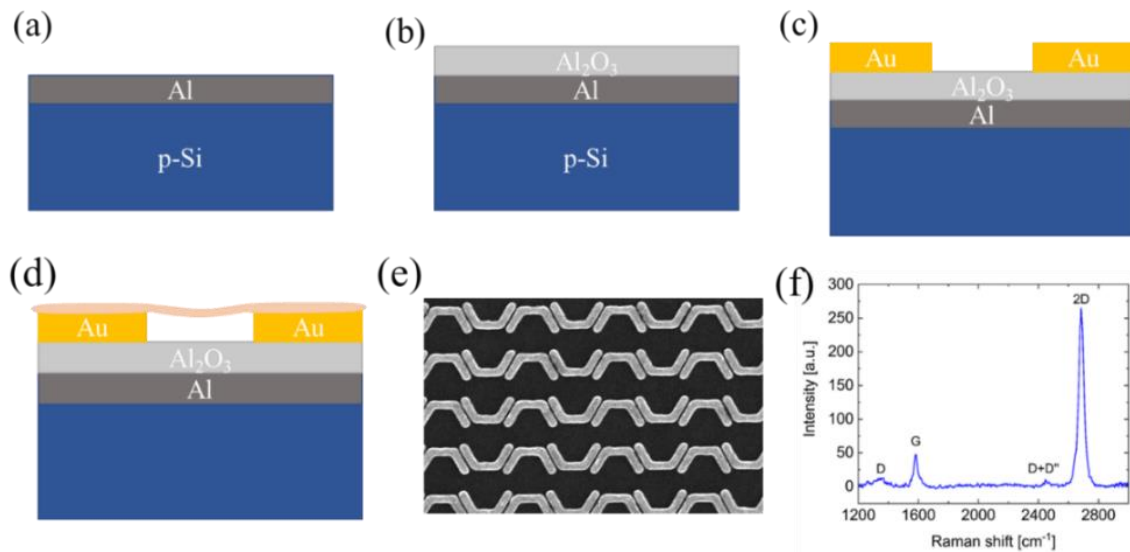 (a)
Al
p-Si
(b)
Al₂O₃
Al
p-Si
(c)
Au Au
Al₂O₃
Al
(d)
Au Au
Al₂O₃
Al
(e)
(f)
300
250
200
150
100
50
0
Intensity [a.u.]
D
G
D+D"
2D
1200 1600 2000 2400 2800
Raman shift [cm⁻¹]